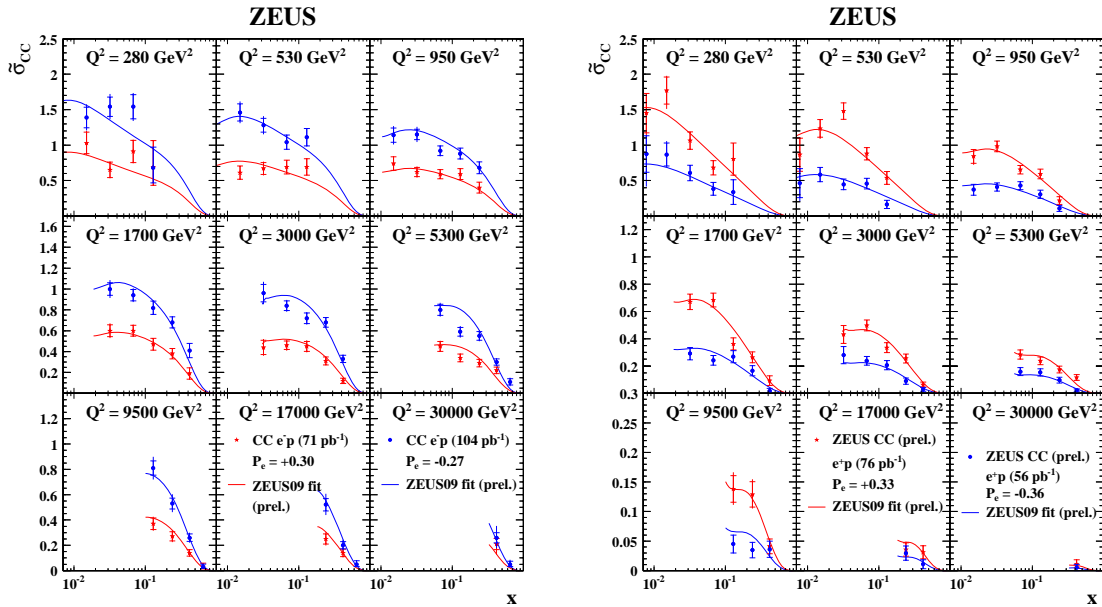 ZEUS
σ̃CC
2.5
2
1.5
1
0.5
Q² = 280 GeV²
Q² = 530 GeV²
Q² = 950 GeV²
1.6
1.4
1.2
1
0.8
0.6
0.4
0.2
Q² = 1700 GeV²
Q² = 3000 GeV²
Q² = 5300 GeV²
1.2
1
0.8
0.6
0.4
0.2
0
Q² = 9500 GeV²
Q² = 17000 GeV²
Q² = 30000 GeV²
CC e⁻p (71 pb⁻¹)
Pₑ = +0.30
ZEUS09 fit
(prel.)
CC e⁻p (104 pb⁻¹)
Pₑ = -0.27
ZEUS09 fit (prel.)
10⁻² 10⁻¹ 10⁻² 10⁻¹ 10⁻² 10⁻¹
x
ZEUS
σ̃CC
2.5
2
1.5
1
0.5
Q² = 280 GeV²
Q² = 530 GeV²
Q² = 950 GeV²
1.2
1
0.8
0.6
0.4
0.2
0.3
Q² = 1700 GeV²
Q² = 3000 GeV²
Q² = 5300 GeV²
0.25
0.2
0.15
0.1
0.05
0
Q² = 9500 GeV²
Q² = 17000 GeV²
Q² = 30000 GeV²
ZEUS CC (prel.)
e⁺p (76 pb⁻¹)
Pₑ = +0.33
ZEUS09 fit (prel.)
ZEUS CC (prel.)
e⁺p (56 pb⁻¹)
Pₑ = -0.36
ZEUS09 fit (prel.)
10⁻² 10⁻¹ 10⁻² 10⁻¹ 10⁻² 10⁻¹
x